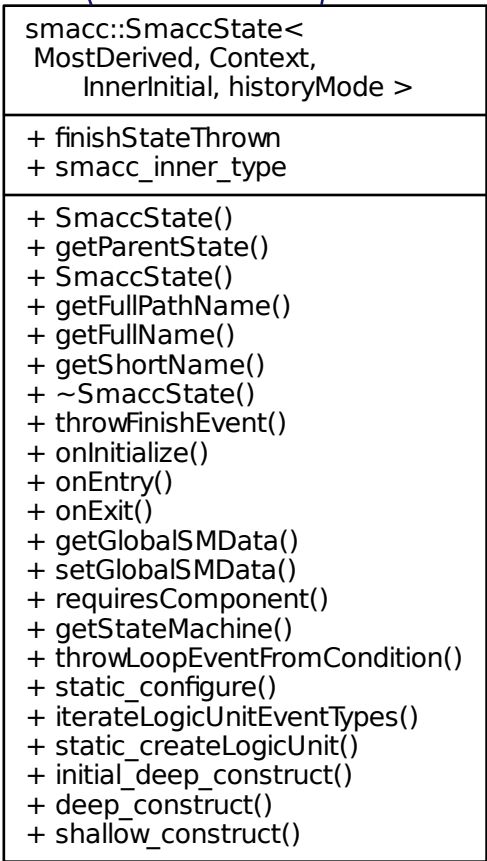 smacc::SmaccState<
MostDerived, Context,
InnerInitial, historyMode >
+ finishStateThrown
+ smacc_inner_type
+ SmaccState()
+ getParentState()
+ SmaccState()
+ getFullPathName()
+ getFullName()
+ getShortName()
+ ~SmaccState()
+ throwFinishEvent()
+ onInitialize()
+ onEntry()
+ onExit()
+ getGlobalSMData()
+ setGlobalSMData()
+ requiresComponent()
+ getStateMachine()
+ throwLoopEventFromCondition()
+ static_configure()
+ iterateLogicUnitEventTypes()
+ static_createLogicUnit()
+ initial_deep_construct()
+ deep_construct()
+ shallow_construct()